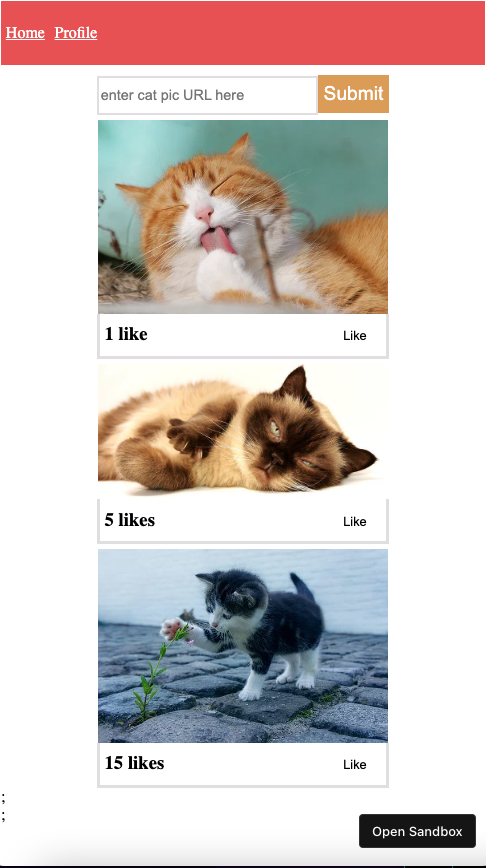 Home Profile
enter cat pic URL here Submit
1 like Like
5 likes Like
15 likes Like
;
;
Open Sandbox